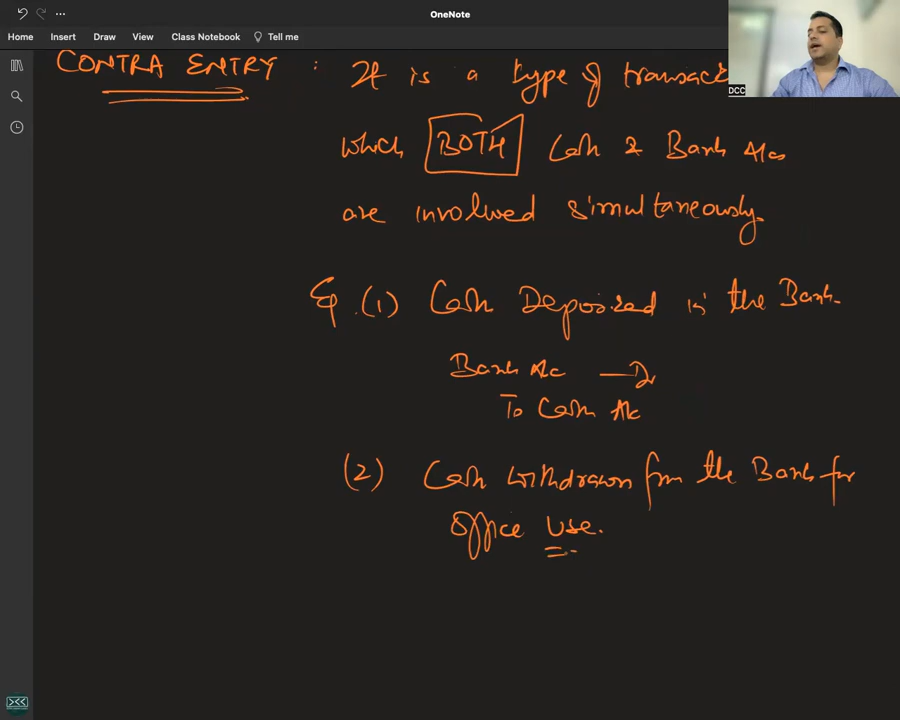 OneNote
Home Insert Draw View Class Notebook Tell me
CONTRA ENTRY : It is a type of transac
DCC
which BOTH Cash & Bank A/cs
are involved simultaneously.
Eg. (1) Cash Deposited in the Bank.
Bank A/c — Dr
To Cash A/c
(2) Cash withdrawn from the Bank for
office use.